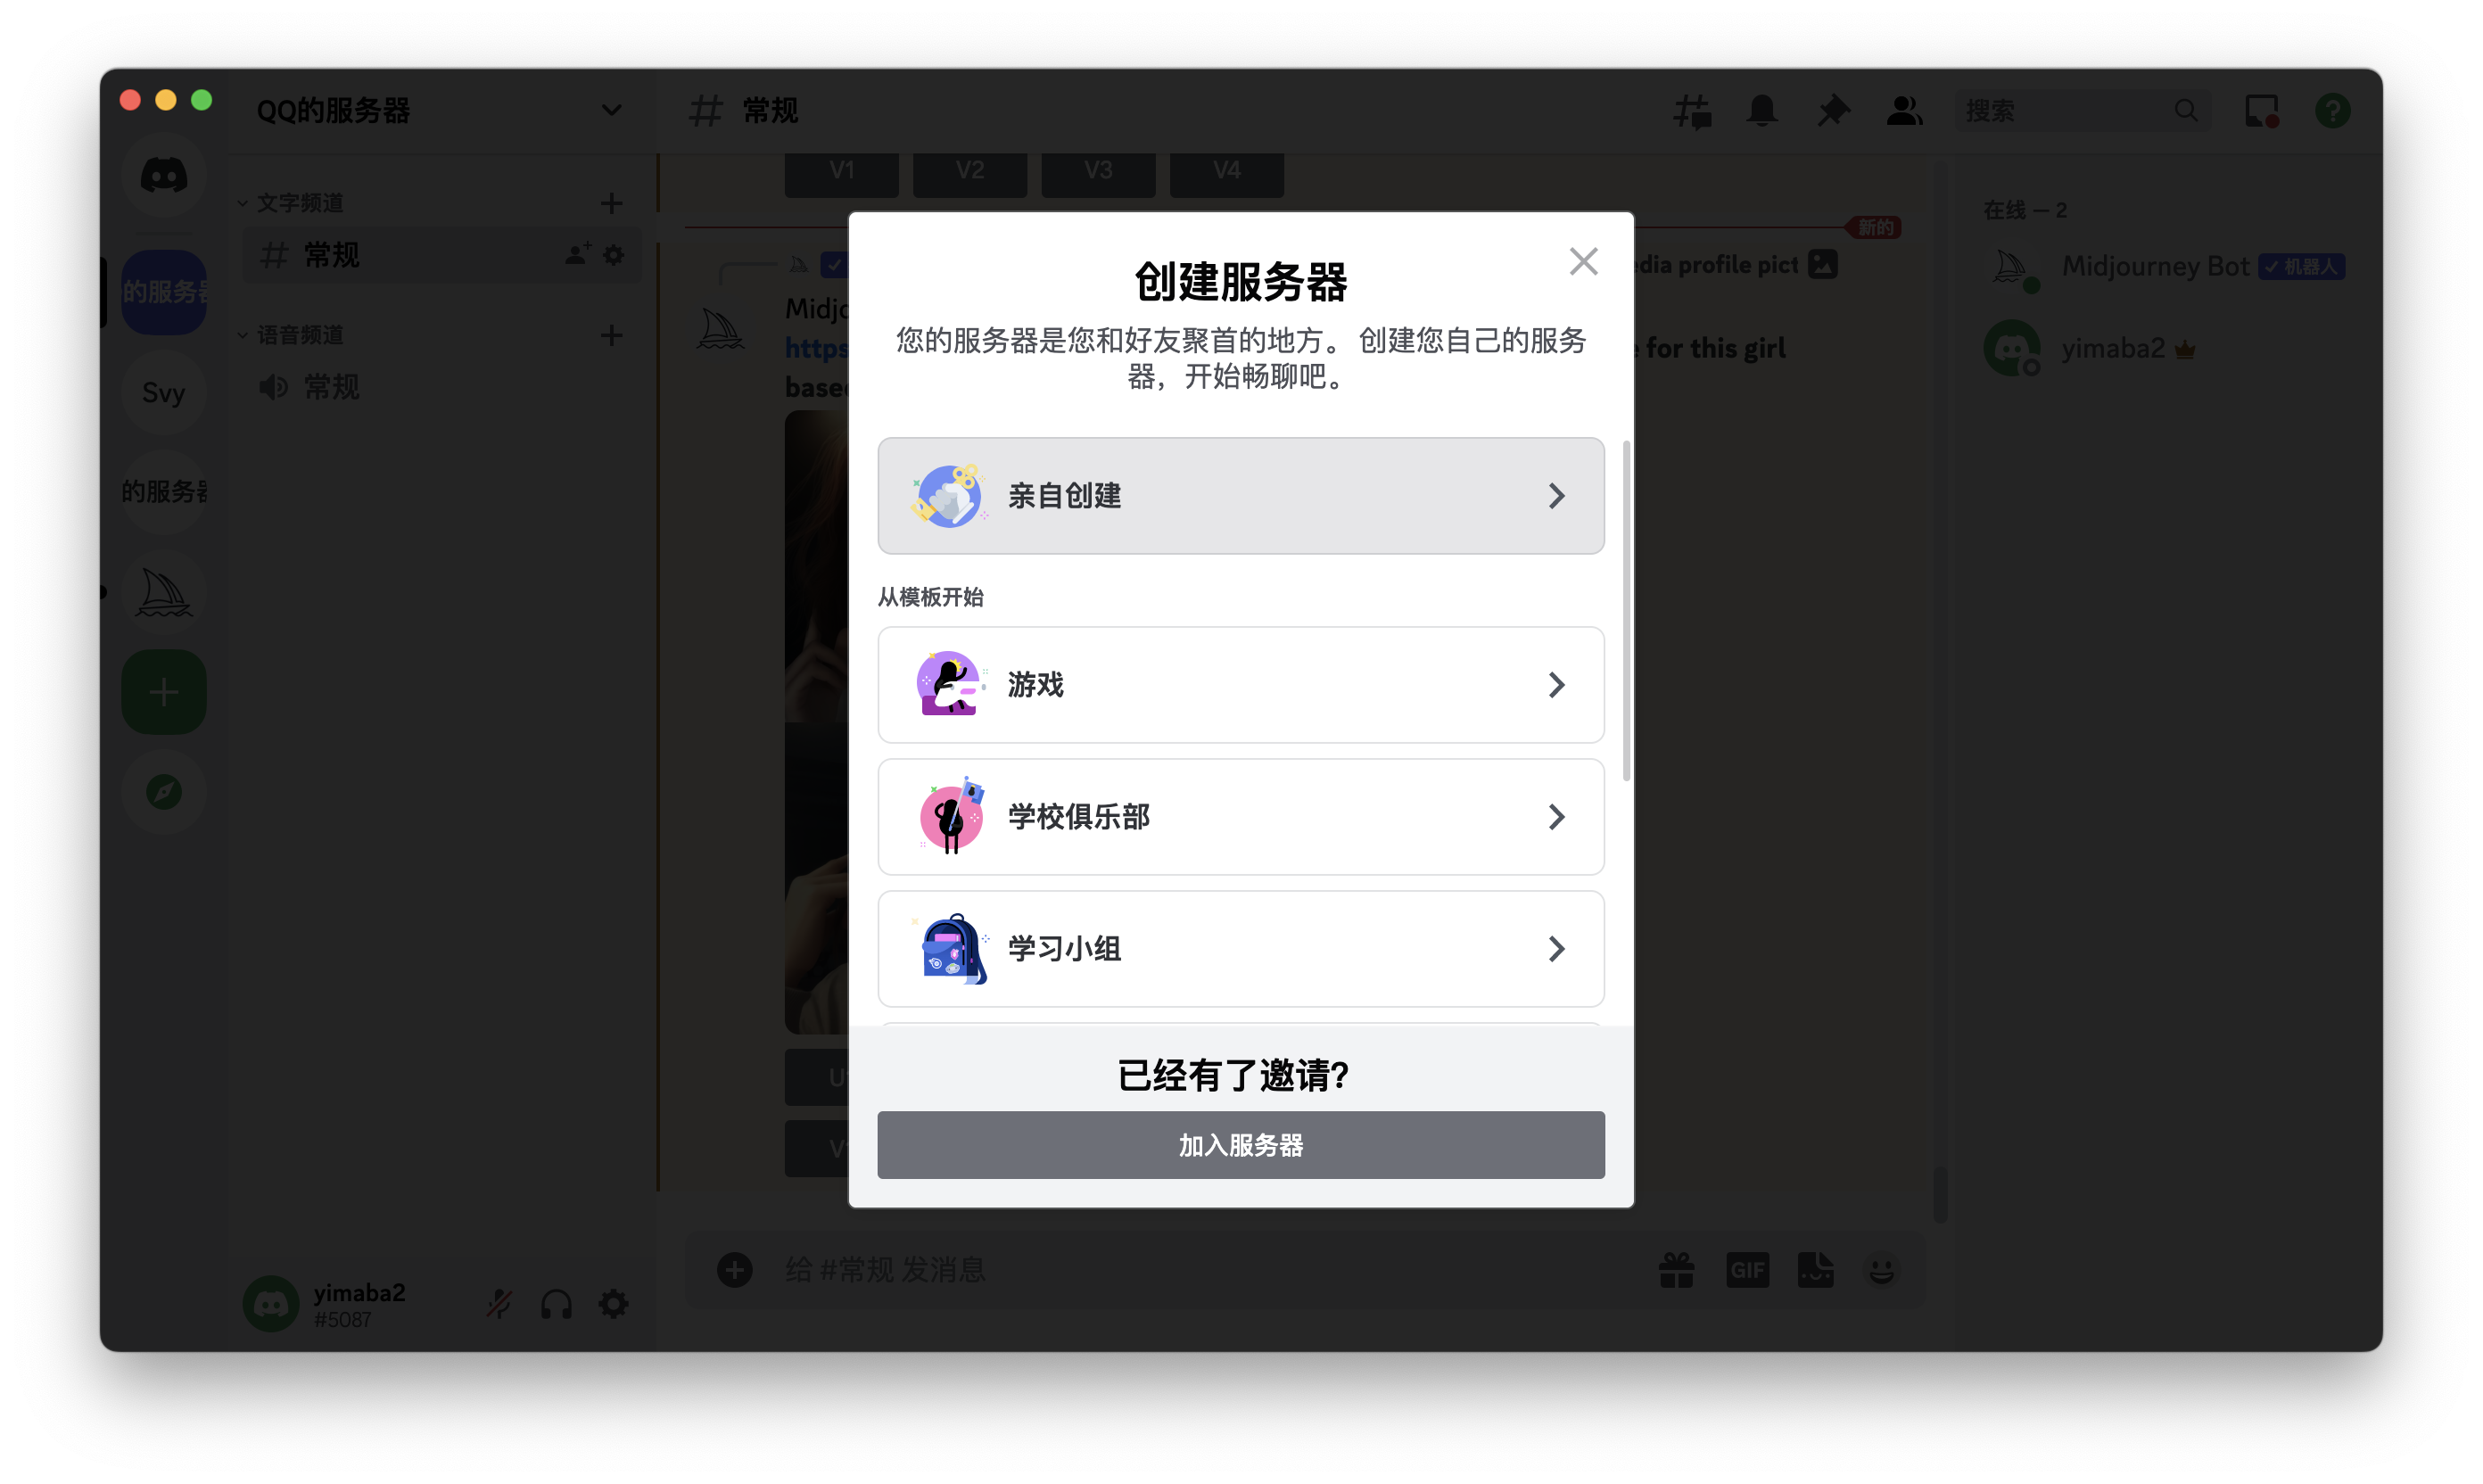 QQ的服务器
常规
搜索
文字频道
常规
语音频道
常规
的服务器
Svy
的服务器
V1 V2 V3 V4
新的
edia profile pict
Midjo
https
for this girl
base
在线 — 2
Midjourney Bot 机器人
yimaba2
创建服务器
您的服务器是您和好友聚首的地方。 创建您自己的服务
器，开始畅聊吧。
亲自创建
从模板开始
游戏
学校俱乐部
学习小组
已经有了邀请?
加入服务器
给 #常规 发消息
GIF
yimaba2
#5087